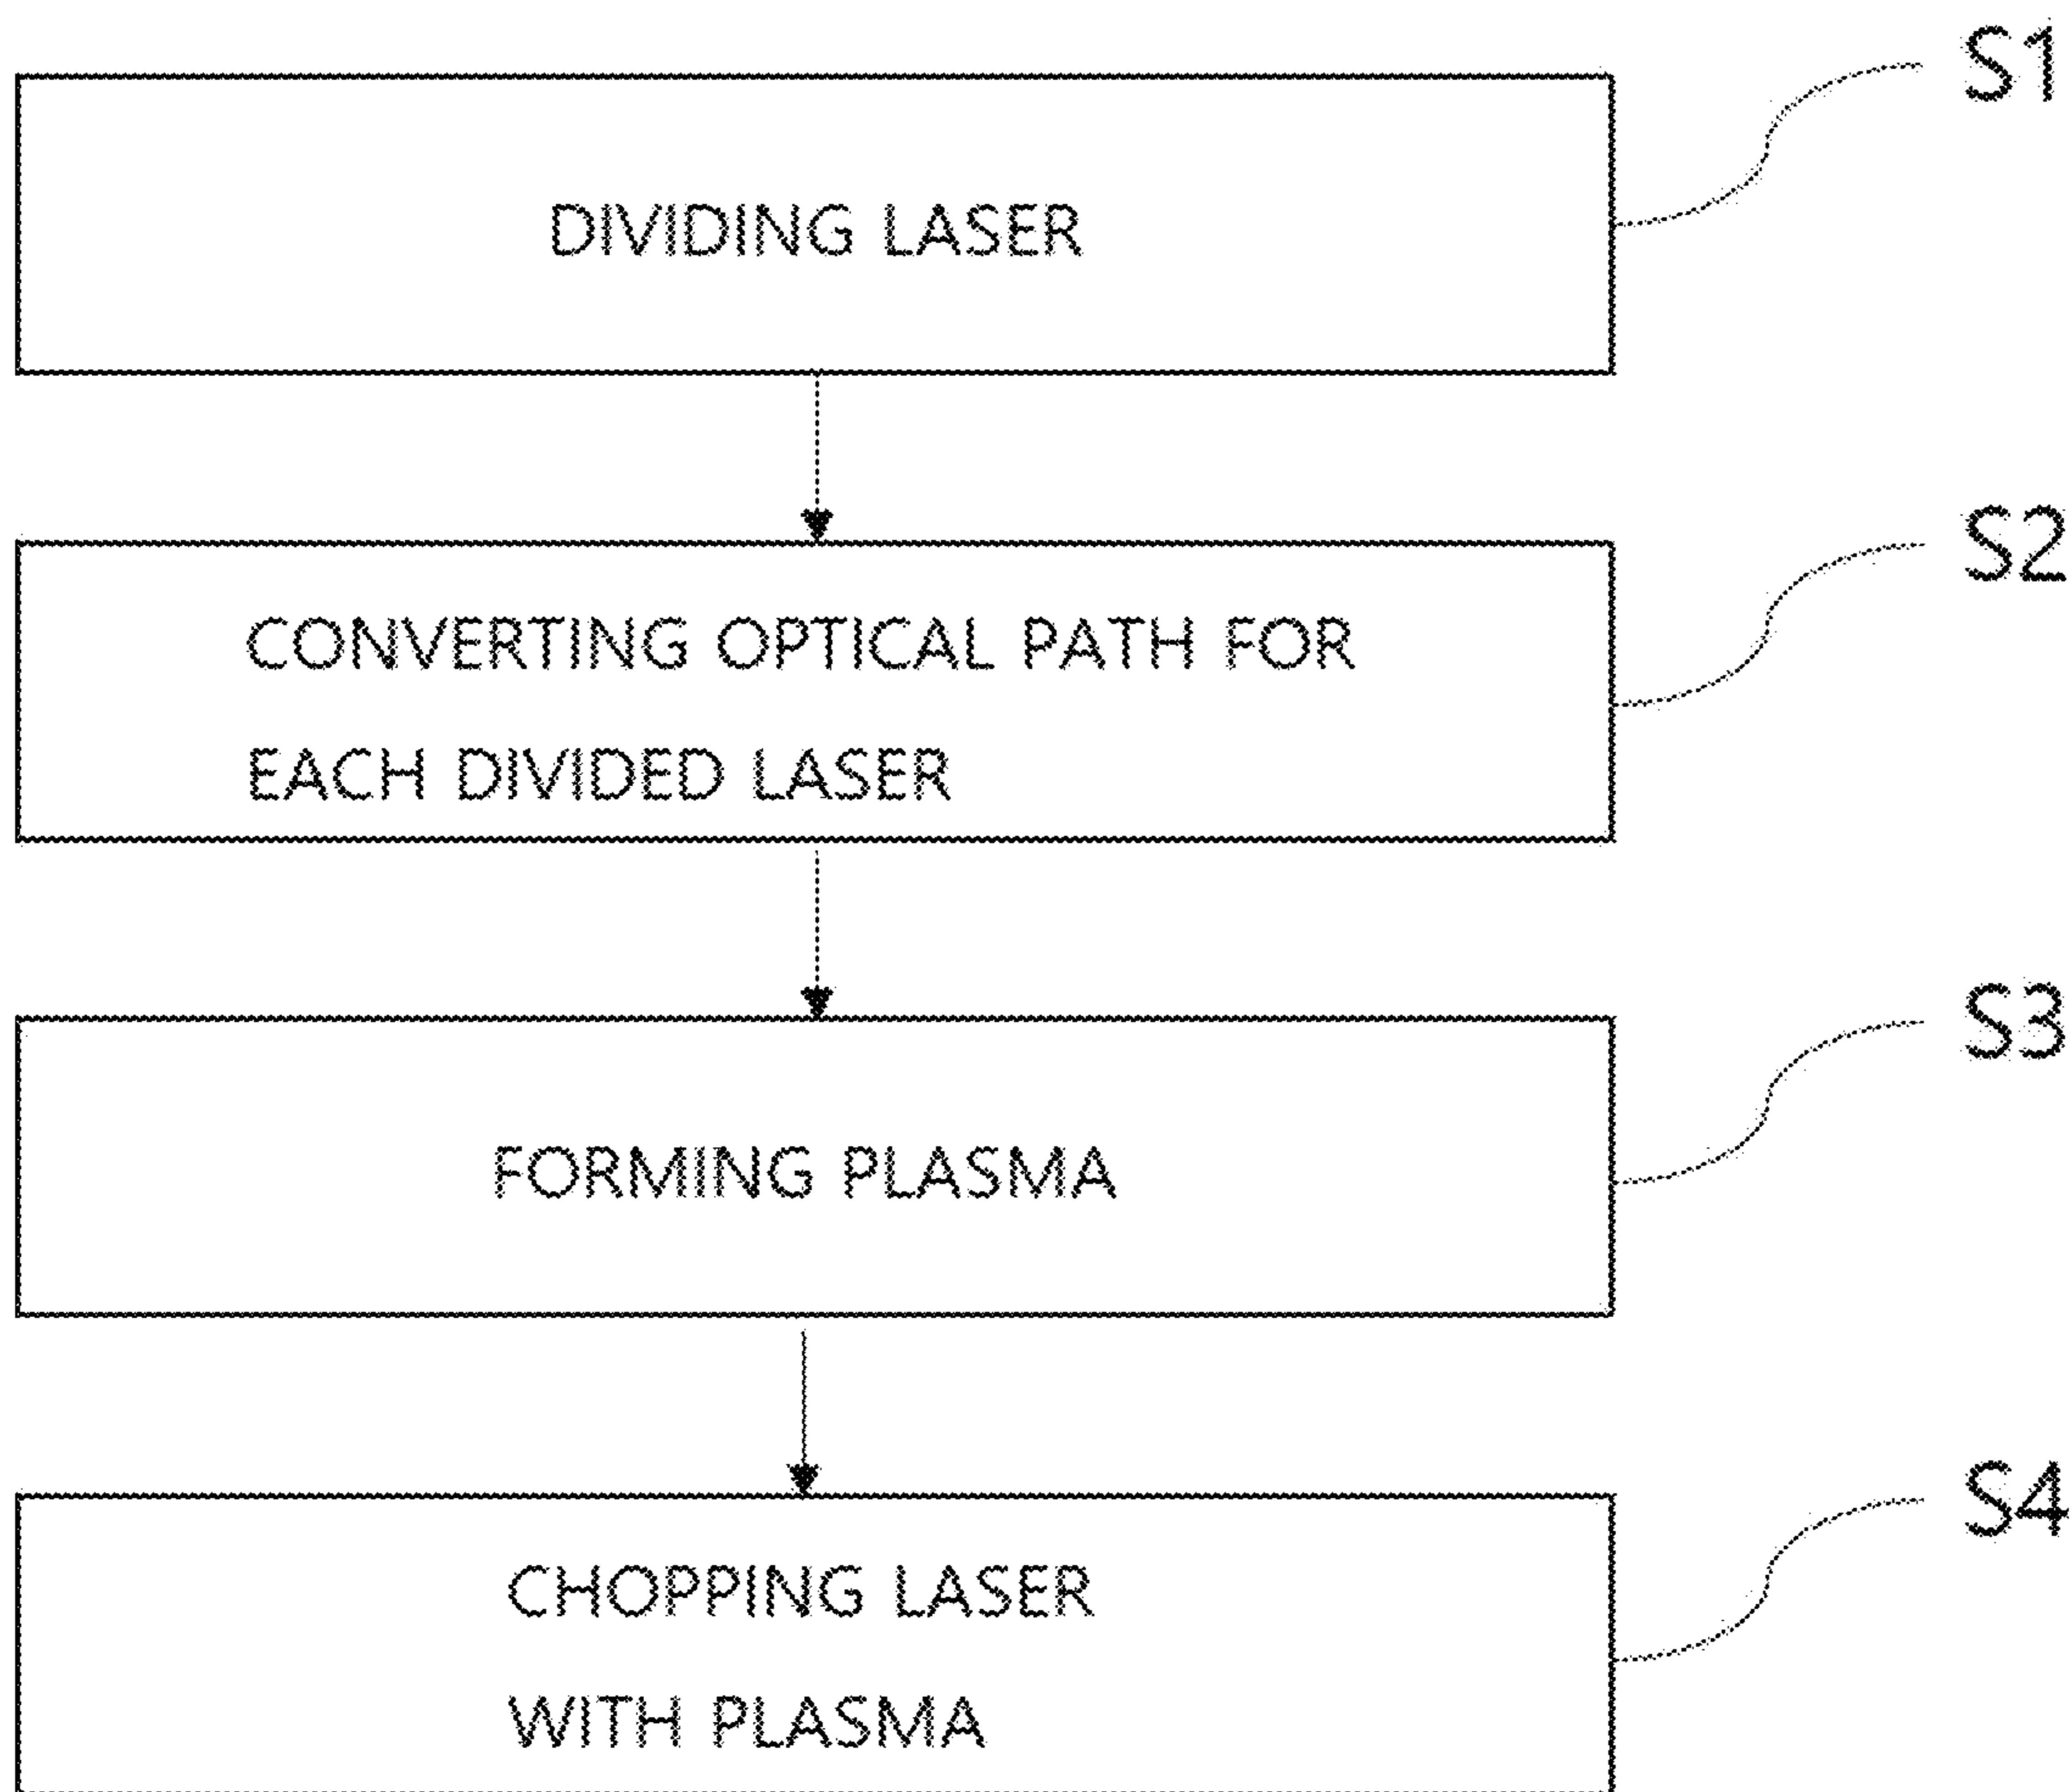 S1
DIVIDING LASER
S2
CONVERTING OPTICAL PATH FOR
EACH DIVIDED LASER
S3
FORMING PLASMA
S4
CHOPPING LASER
WITH PLASMA